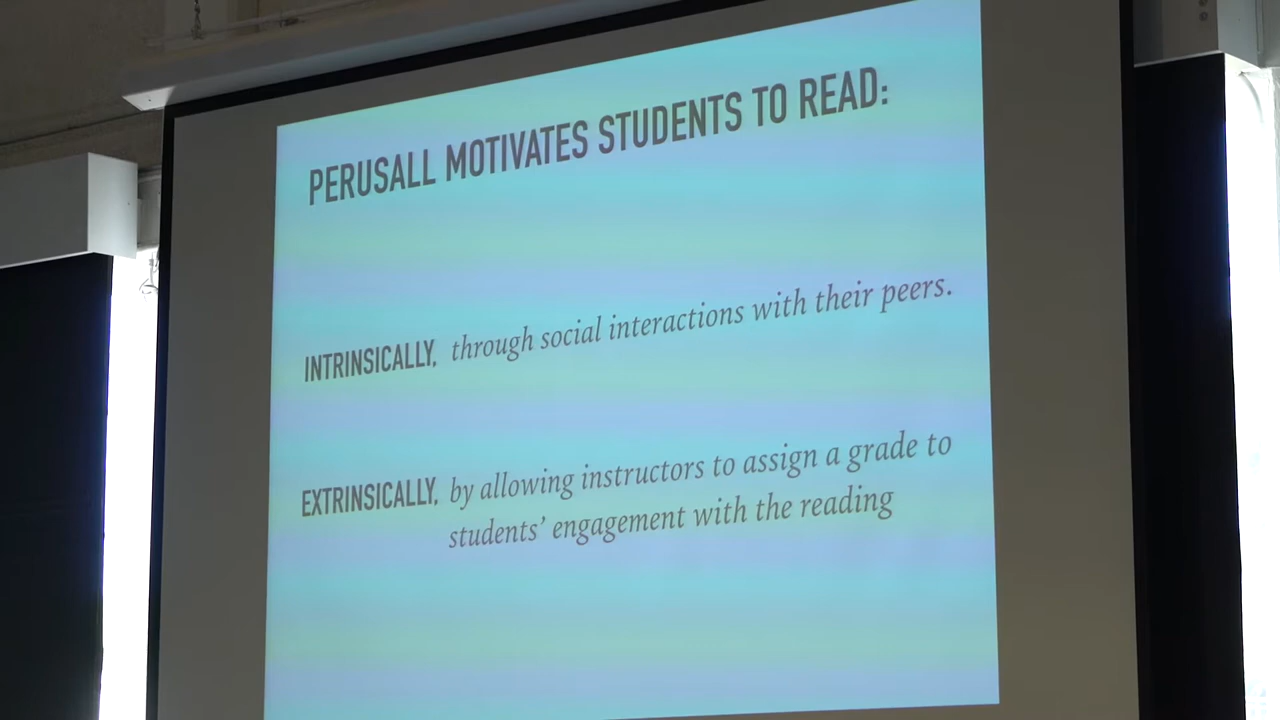 PERUSALL MOTIVATES STUDENTS TO READ:
INTRINSICALLY, through social interactions with their peers.
EXTRINSICALLY, by allowing instructors to assign a grade to
students’ engagement with the reading